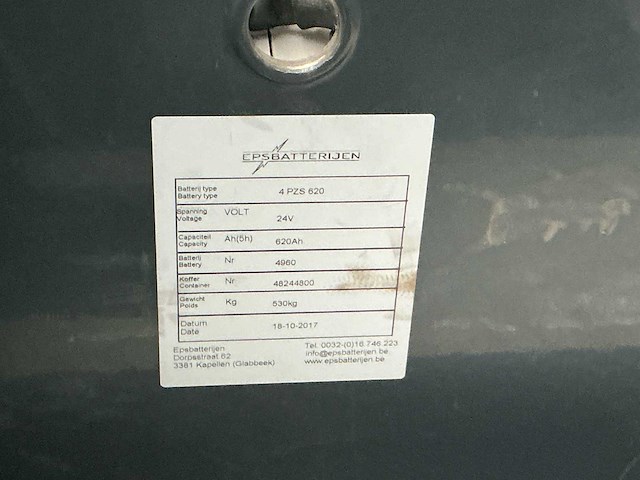 EPSBATTERIJEN
Batterij type
Battery type
4 PZS 620
Spanning
Voltage
VOLT
24V
Capaciteit
Capacity
Ah(5h)
620Ah
Batterij
Battery
Nr
4960
Koffer
Container
Nr
48244800
Gewicht
Poids
Kg
530kg
Datum
Date
18-10-2017
Epsbatterijen
Dorpsstraat 62
3381 Kapellen (Glabbeek)
Tel. 0032-(0)16.746.223
info@epsbatterijen.be
www.epsbatterijen.be